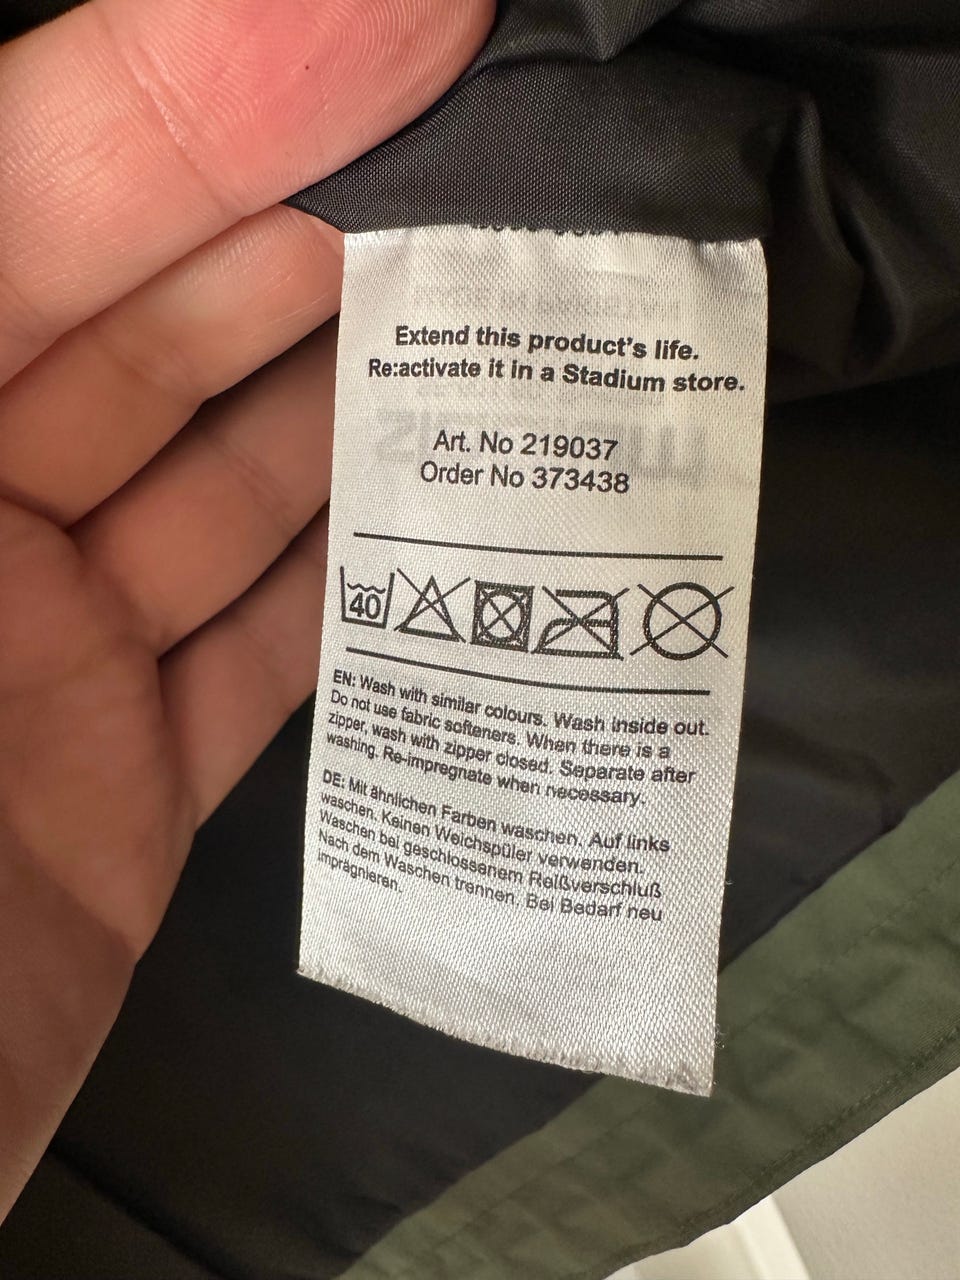 Extend this product's life.
Re:activate it in a Stadium store.
Art. No 219037
Order No 373438
40
EN: Wash with similar colours. Wash inside out.
Do not use fabric softeners. When there is a
zipper, wash with zipper closed. Separate after
washing. Re-impregnate when necessary.
DE: Mit ähnlichen Farben waschen. Auf links
waschen. Keinen Weichspüler verwenden.
Waschen bei geschlossenem Reißverschluß
Nach dem Waschen trennen. Bei Bedarf neu
imprägnieren.